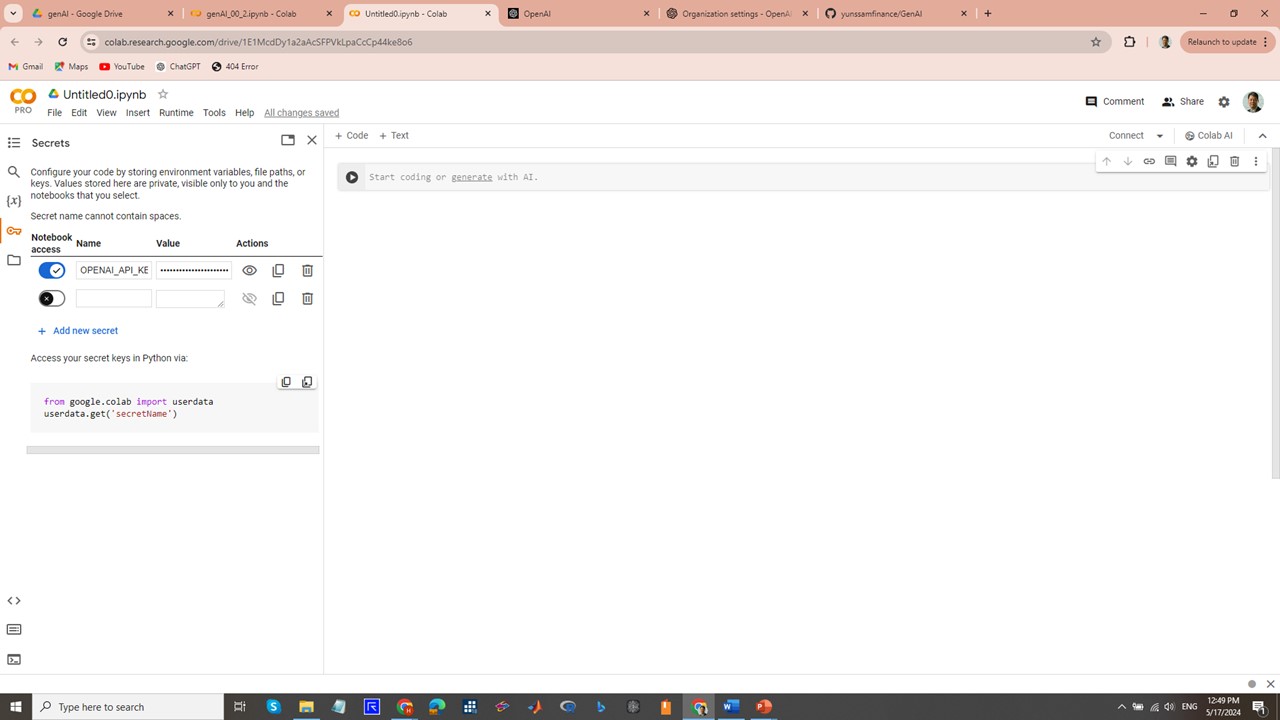 genAI - Google Drive
genAI_00_2.ipynb - Colab
Untitled0.ipynb - Colab
OpenAI
Organization settings - OpenAI
yunssamfinance/GenAI
colab.research.google.com/drive/1E1McdDy1a2aAcSFPVkLpaCcCp44ke8o6
Relaunch to update
Gmail
Maps
YouTube
ChatGPT
404 Error
PRO
Untitled0.ipynb
File Edit View Insert Runtime Tools Help All changes saved
Comment
Share
Secrets
+ Code + Text
Connect
Colab AI
Configure your code by storing environment variables, file paths, or
keys. Values stored here are private, visible only to you and the
notebooks that you select.
Start coding or generate with AI.
Secret name cannot contain spaces.
Notebook
access
Name
Value
Actions
OPENAI_API_KE
+ Add new secret
Access your secret keys in Python via:
from google.colab import userdata
userdata.get('secretName')
Type here to search
ENG
12:49 PM
5/17/2024